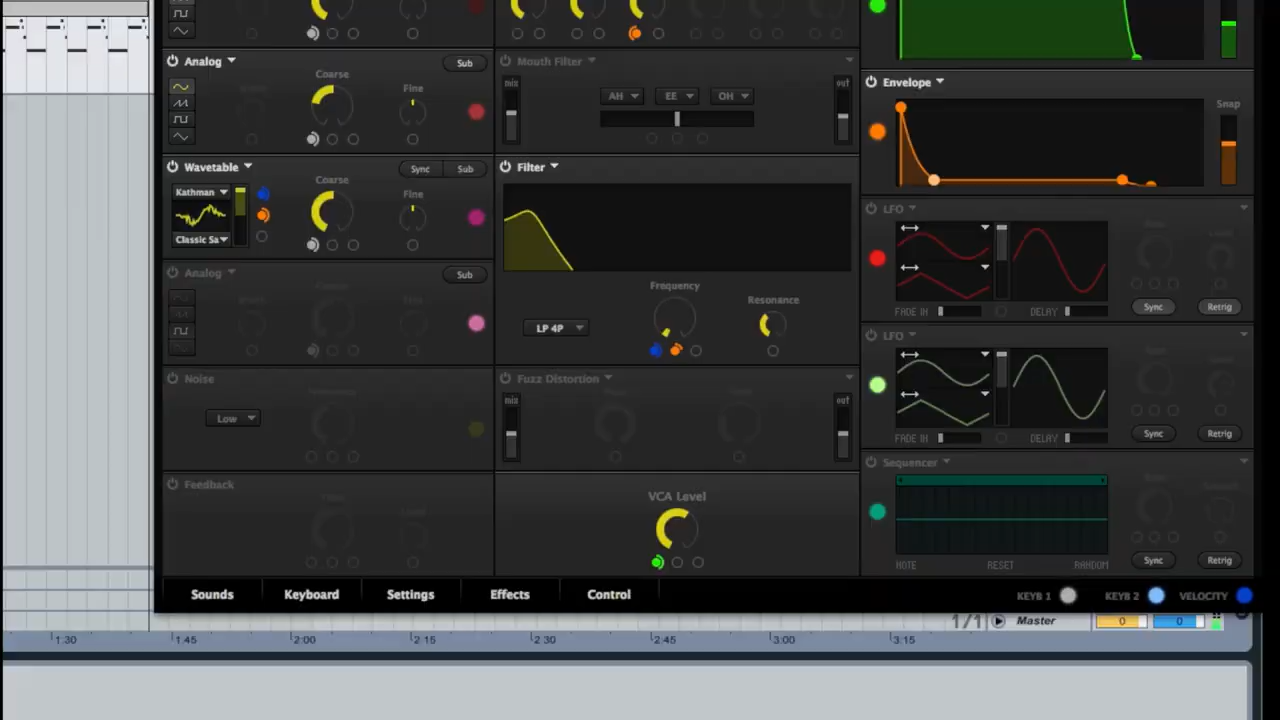 Analog
Sub
Coarse
Fine
Wavetable
Sync
Sub
Kathman
Coarse
Fine
Classic Sa
Analog
Sub
Noise
Low
Feedback
Mouth Filter
mix
out
AH
EE
OH
Filter
Frequency
Resonance
LP 4P
Fuzz Distortion
mix
out
VCA Level
Envelope
Snap
LFO
FADE IN
DELAY
Sync
Retrig
LFO
FADE IN
DELAY
Sync
Retrig
Sequencer
NOTE
RESET
RANDOM
Sync
Retrig
Sounds
Keyboard
Settings
Effects
Control
KEYB 1
KEYB 2
VELOCITY
1/1
Master
0
0
1:30
1:45
2:00
2:15
2:30
2:45
3:00
3:15